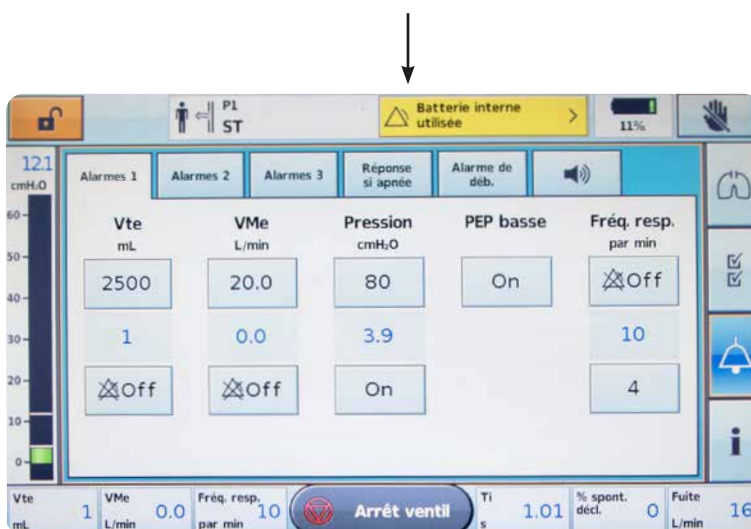 P1
ST
Batterie interne
utilisée
>
11%
12.1
cmH₂O
Alarmes 1
Alarmes 2
Alarmes 3
Réponse
si apnée
Alarme de
déb.
60
50
40
30
20
10
0
Vte
mL
VMe
L/min
Pression
cmH₂O
PEP basse
Fréq. resp.
par min
2500
20.0
80
On
Off
1
0.0
3.9
10
Off
Off
On
4
i
Vte
mL
1
VMe
L/min
0.0
Fréq. resp.
par min
10
Arrêt ventil
Ti
s
1.01
% spont.
décl.
0
Fuite
L/min